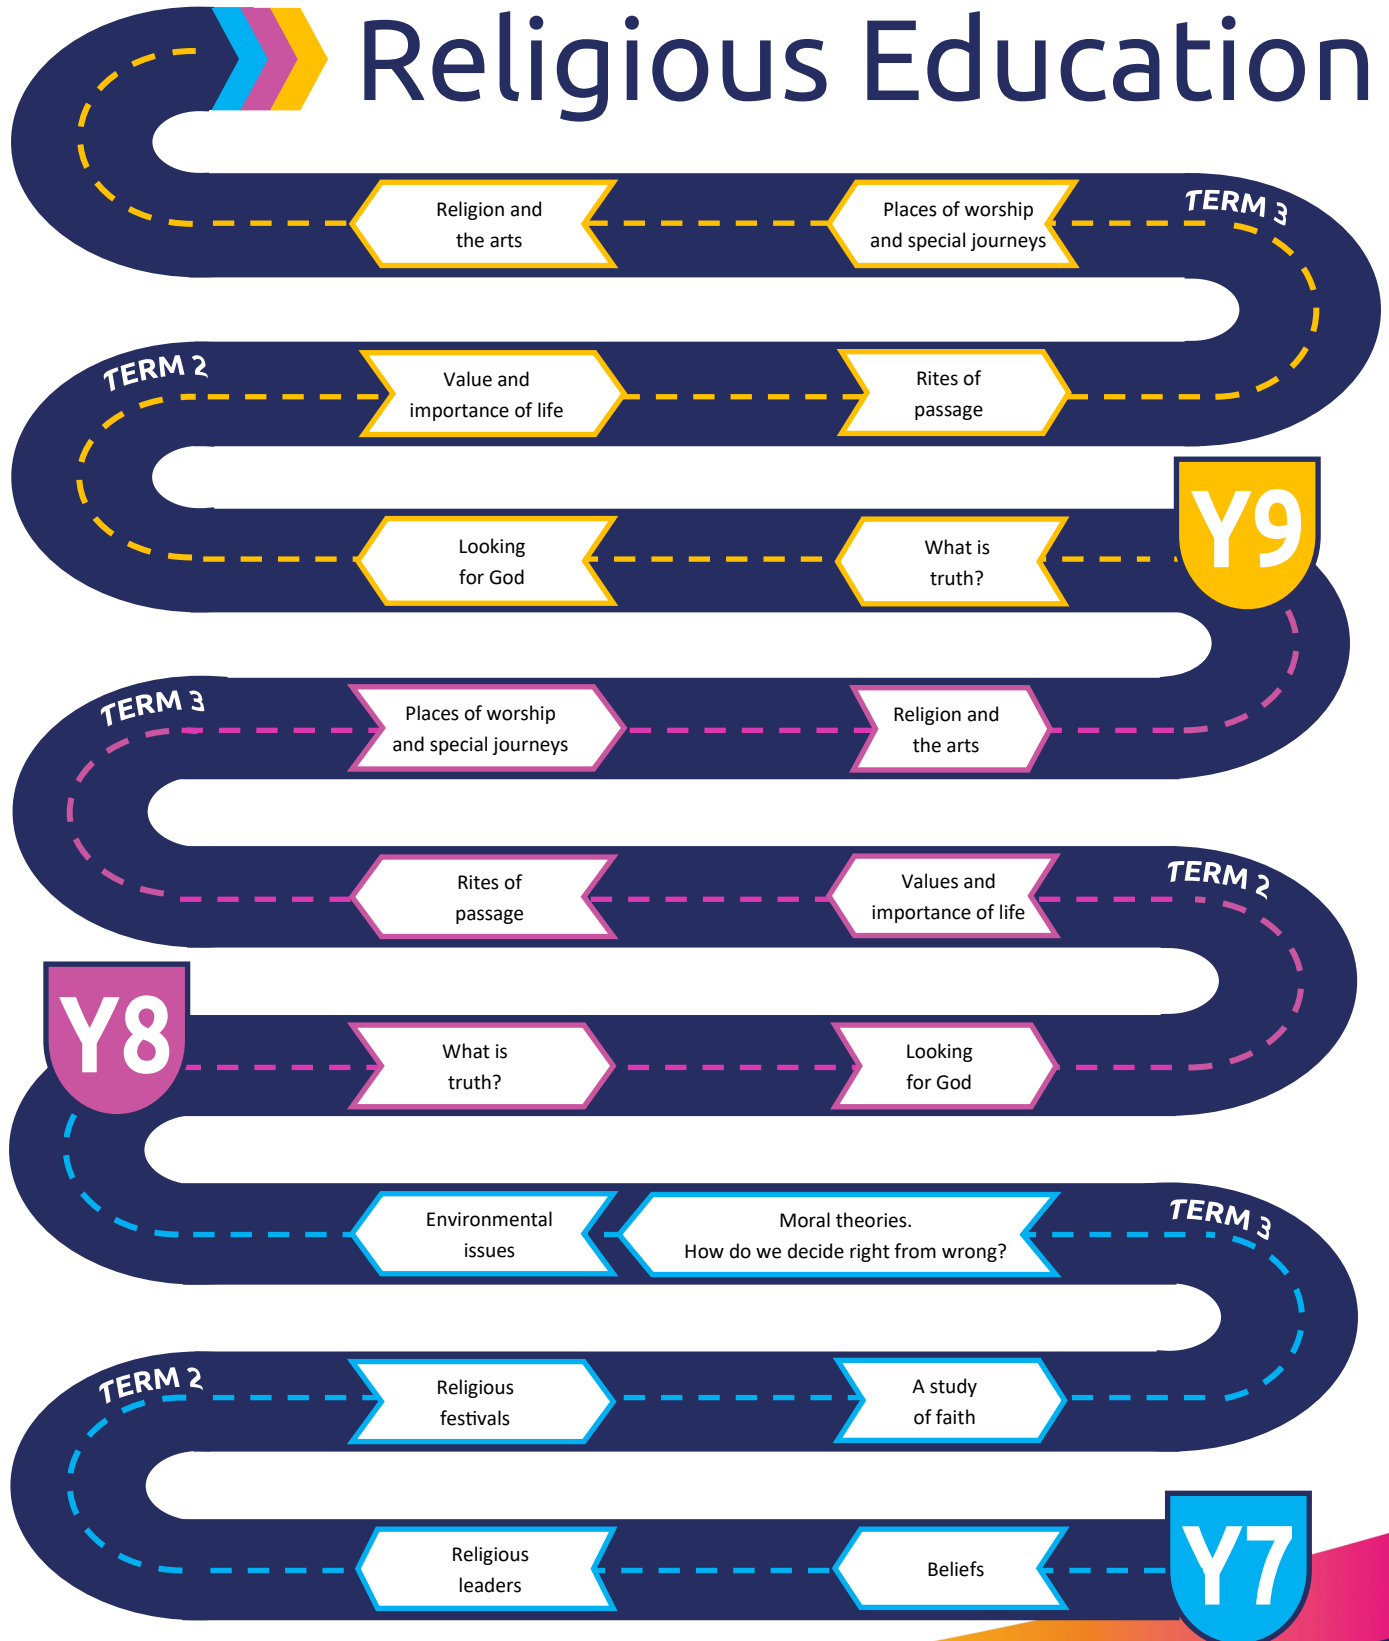 Religious Education
Religion and
the arts
Places of worship
and special journeys
TERM 3
TERM 2
Value and
importance of life
Rites of
passage
Y9
Looking
for God
What is
truth?
TERM 3
Places of worship
and special journeys
Religion and
the arts
Rites of
passage
Values and
importance of life
TERM 2
Y8
What is
truth?
Looking
for God
Environmental
issues
Moral theories.
How do we decide right from wrong?
TERM 3
TERM 2
Religious
festivals
A study
of faith
Religious
leaders
Beliefs
Y7